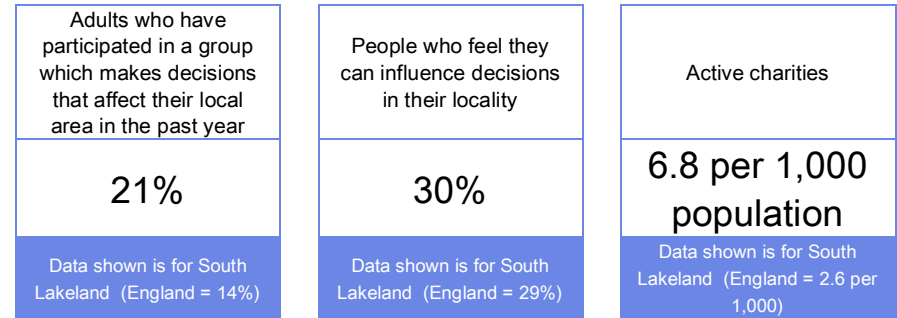 Adults who have
participated in a group
which makes decisions
that affect their local
area in the past year
21%
Data shown is for South
Lakeland (England = 14%)
People who feel they
can influence decisions
in their locality
30%
Data shown is for South
Lakeland (England = 29%)
Active charities
6.8 per 1,000
population
Data shown is for South
Lakeland (England = 2.6 per
1,000)